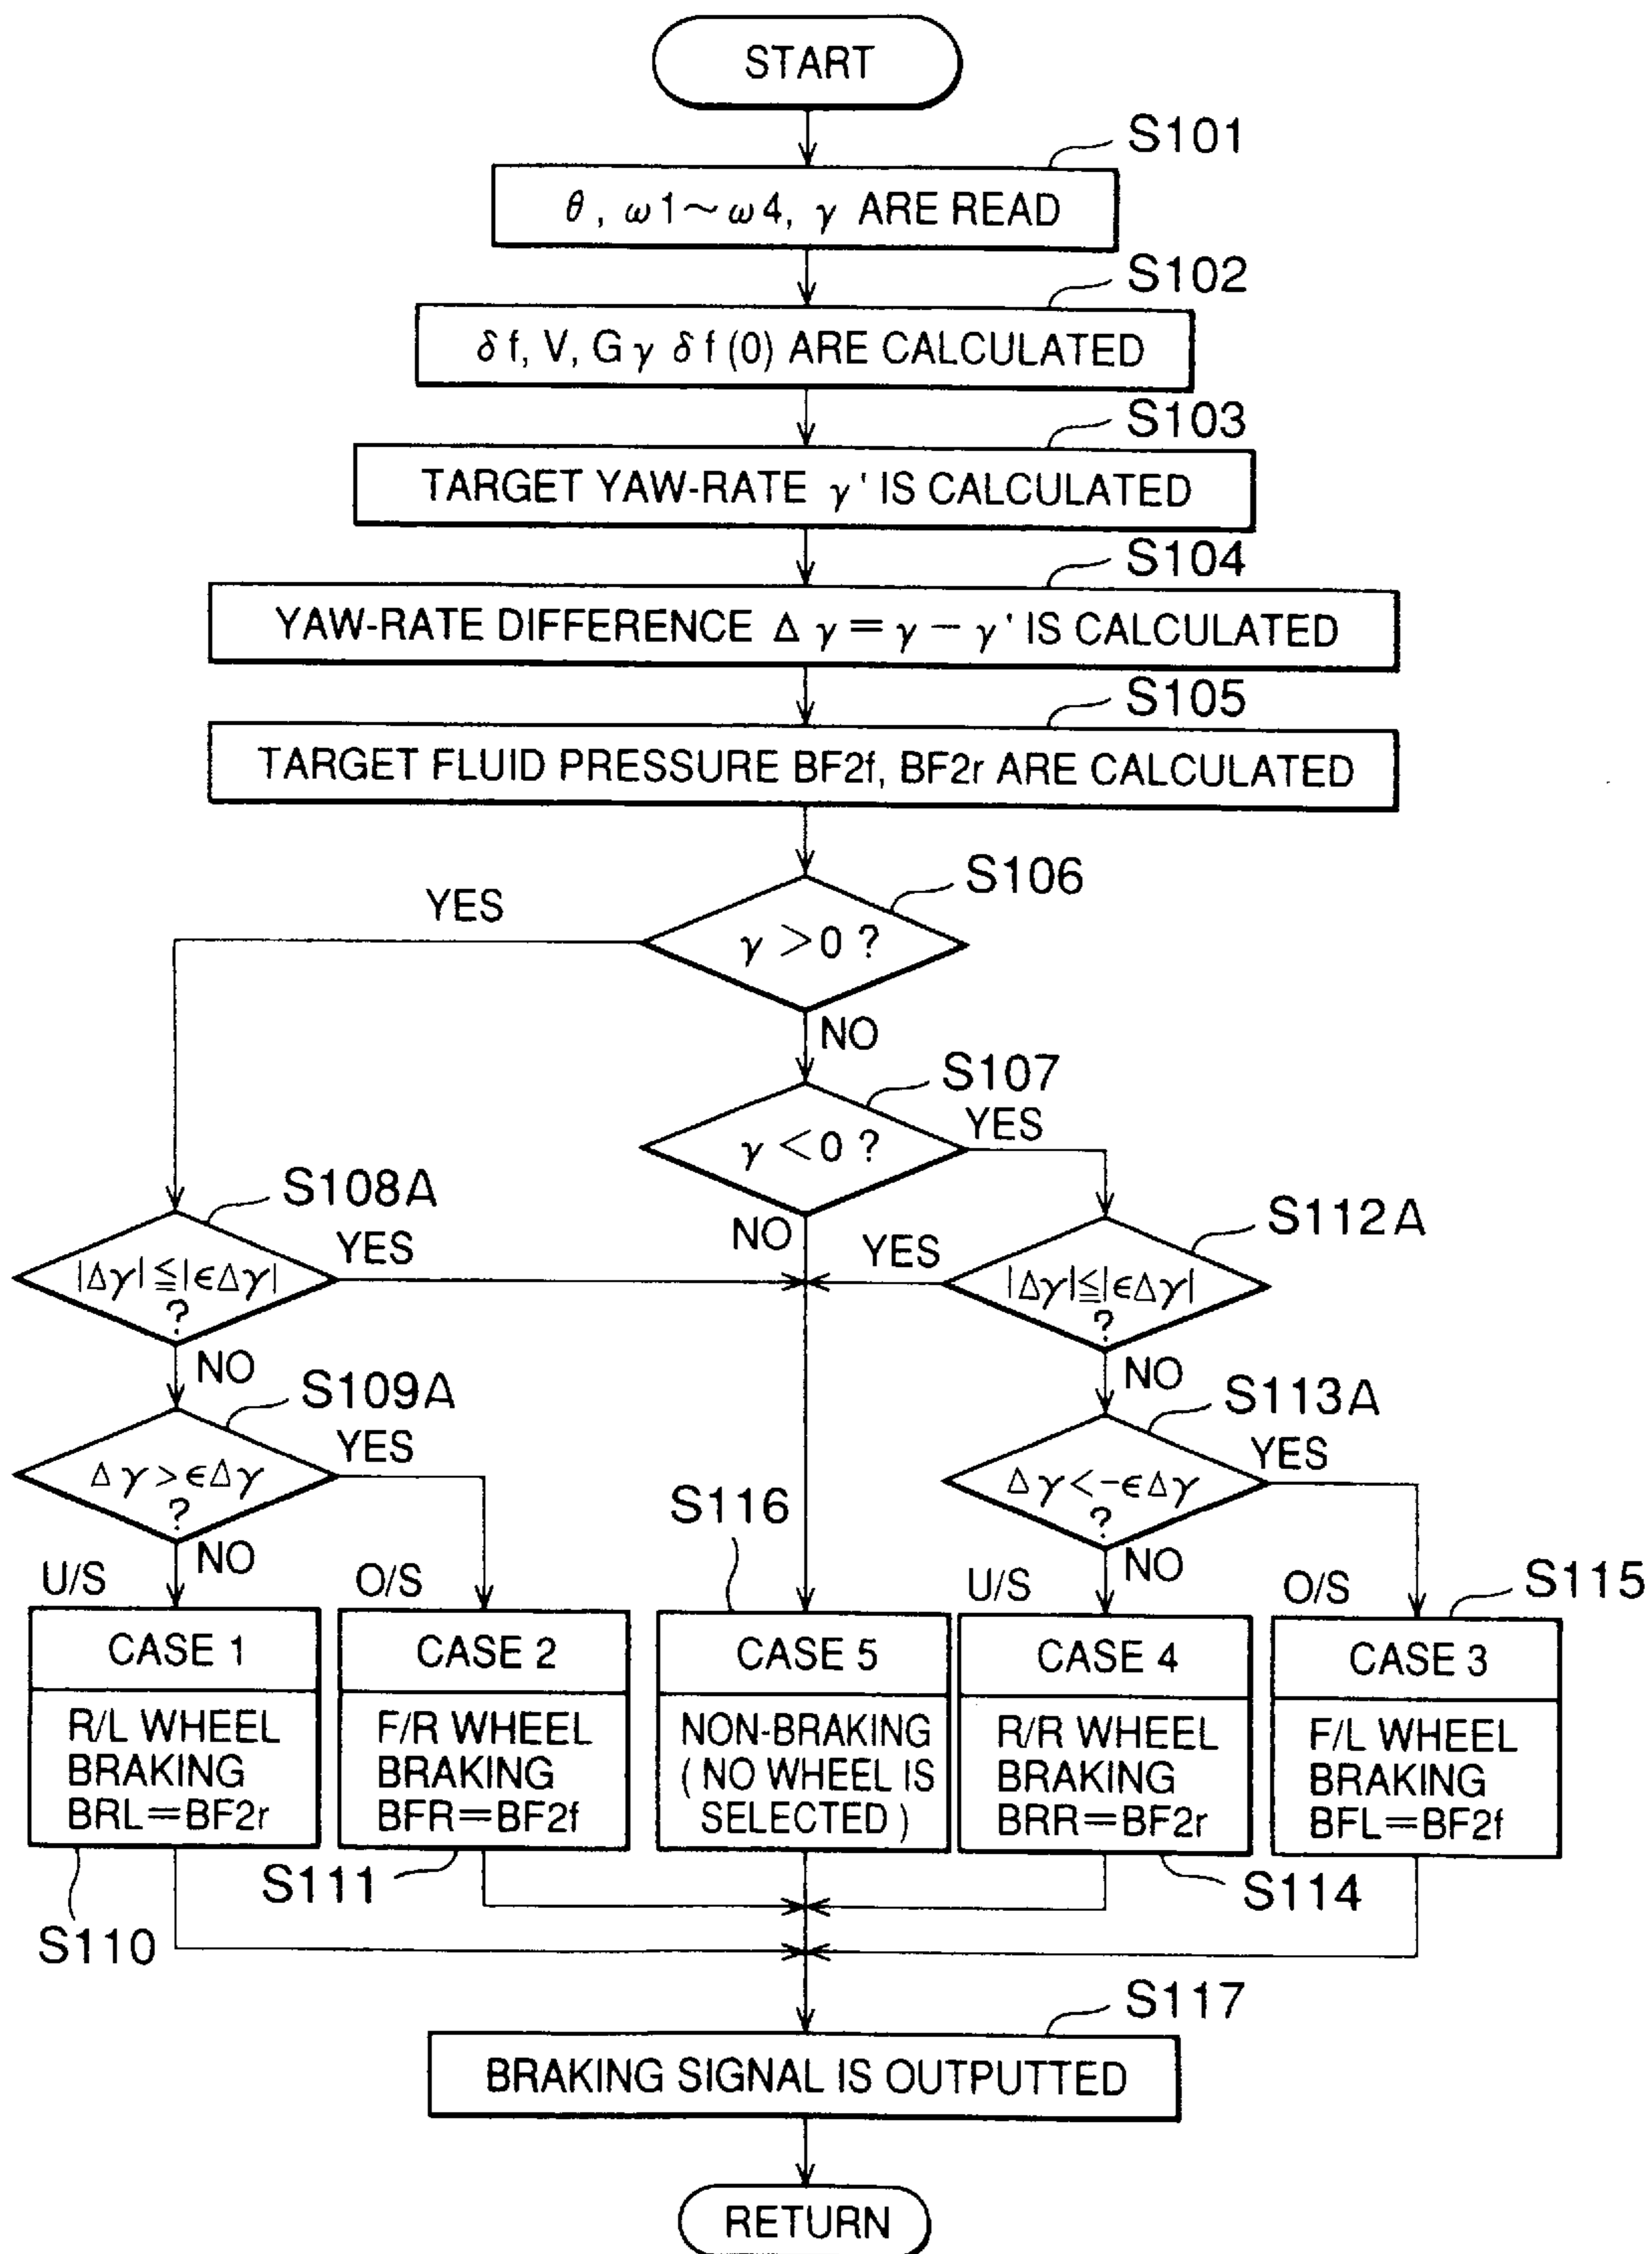 START
S101
θ, ω1~ω4, γ ARE READ
S102
δf, V, Gγδf(0) ARE CALCULATED
S103
TARGET YAW-RATE γ' IS CALCULATED
S104
YAW-RATE DIFFERENCE Δγ=γ-γ' IS CALCULATED
S105
TARGET FLUID PRESSURE BF2f, BF2r ARE CALCULATED
S106
YES
γ>0?
NO
S107
YES
γ<0?
NO
S108A
YES
|Δγ|≦|ϵΔγ|
?
NO
S112A
YES
|Δγ|≦|ϵΔγ|
?
NO
S109A
YES
Δγ>ϵΔγ
?
NO
S113A
YES
Δγ<-ϵΔγ
?
NO
U/S
CASE 1
R/L WHEEL
BRAKING
BRL=BF2r
S110
O/S
CASE 2
F/R WHEEL
BRAKING
BFR=BF2f
S111
S116
CASE 5
NON-BRAKING
(NO WHEEL IS
SELECTED)
U/S
CASE 4
R/R WHEEL
BRAKING
BRR=BF2r
S114
O/S
S115
CASE 3
F/L WHEEL
BRAKING
BFL=BF2f
S117
BRAKING SIGNAL IS OUTPUTTED
RETURN